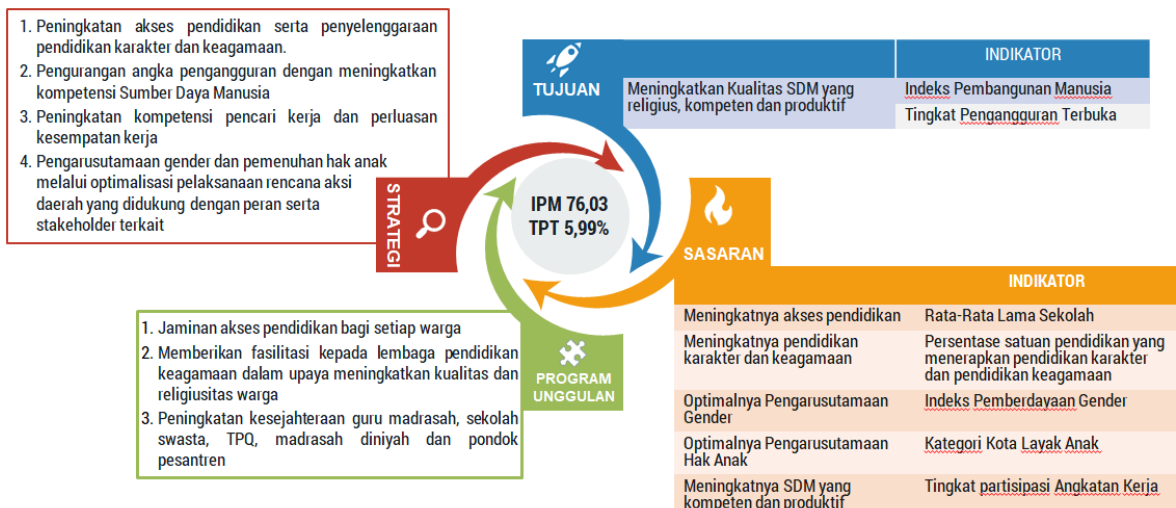 1. Peningkatan akses pendidikan serta penyelenggaraan
pendidikan karakter dan keagamaan.
2. Pengurangan angka pengangguran dengan meningkatkan
kompetensi Sumber Daya Manusia
3. Peningkatan kompetensi pencari kerja dan perluasan
kesempatan kerja
4. Pengarusutamaan gender dan pemenuhan hak anak
melalui optimalisasi pelaksanaan rencana aksi
daerah yang didukung dengan peran serta
stakeholder terkait
STRATEGI
TUJUAN
INDIKATOR
Meningkatkan Kualitas SDM yang
religius, kompeten dan produktif
Indeks Pembangunan Manusia
Tingkat Pengangguran Terbuka
IPM 76,03
TPT 5,99%
SASARAN
INDIKATOR
Meningkatnya akses pendidikan
Rata-Rata Lama Sekolah
Meningkatnya pendidikan
karakter dan keagamaan
Persentase satuan pendidikan yang
menerapkan pendidikan karakter
dan pendidikan keagamaan
Optimalnya Pengarusutamaan
Gender
Indeks Pemberdayaan Gender
Optimalnya Pengarusutamaan
Hak Anak
Kategori Kota Layak Anak
Meningkatnya SDM yang
kompeten dan produktif
Tingkat partisipasi Angkatan Kerja
PROGRAM
UNGGULAN
1. Jaminan akses pendidikan bagi setiap warga
2. Memberikan fasilitasi kepada lembaga pendidikan
keagamaan dalam upaya meningkatkan kualitas dan
religiusitas warga
3. Peningkatan kesejahteraan guru madrasah, sekolah
swasta, TPQ, madrasah diniyah dan pondok
pesantren